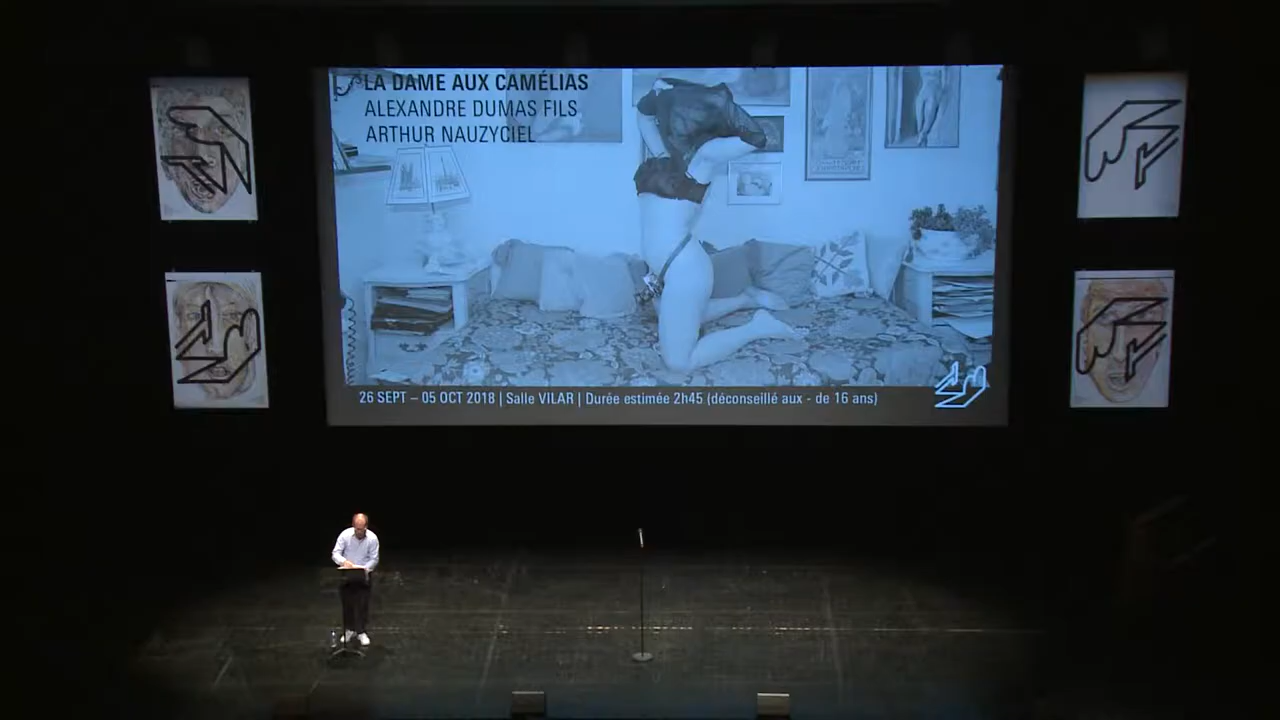 LA DAME AUX CAMÉLIAS
ALEXANDRE DUMAS FILS
ARTHUR NAUZYCIEL
26 SEPT – 05 OCT 2018 | Salle VILAR | Durée estimée 2h45 (déconseillé aux - de 16 ans)